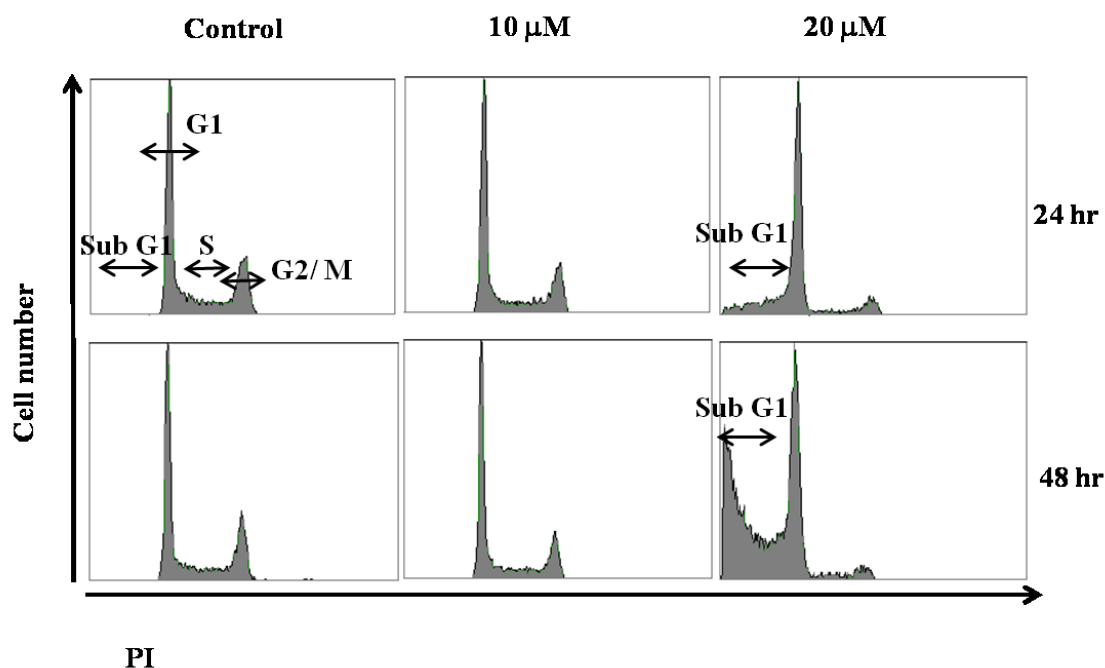 Control
10 µM
20 µM
G1
Sub G1
S
G2/ M
Sub G1
24 hr
Cell number
Sub G1
48 hr
PI